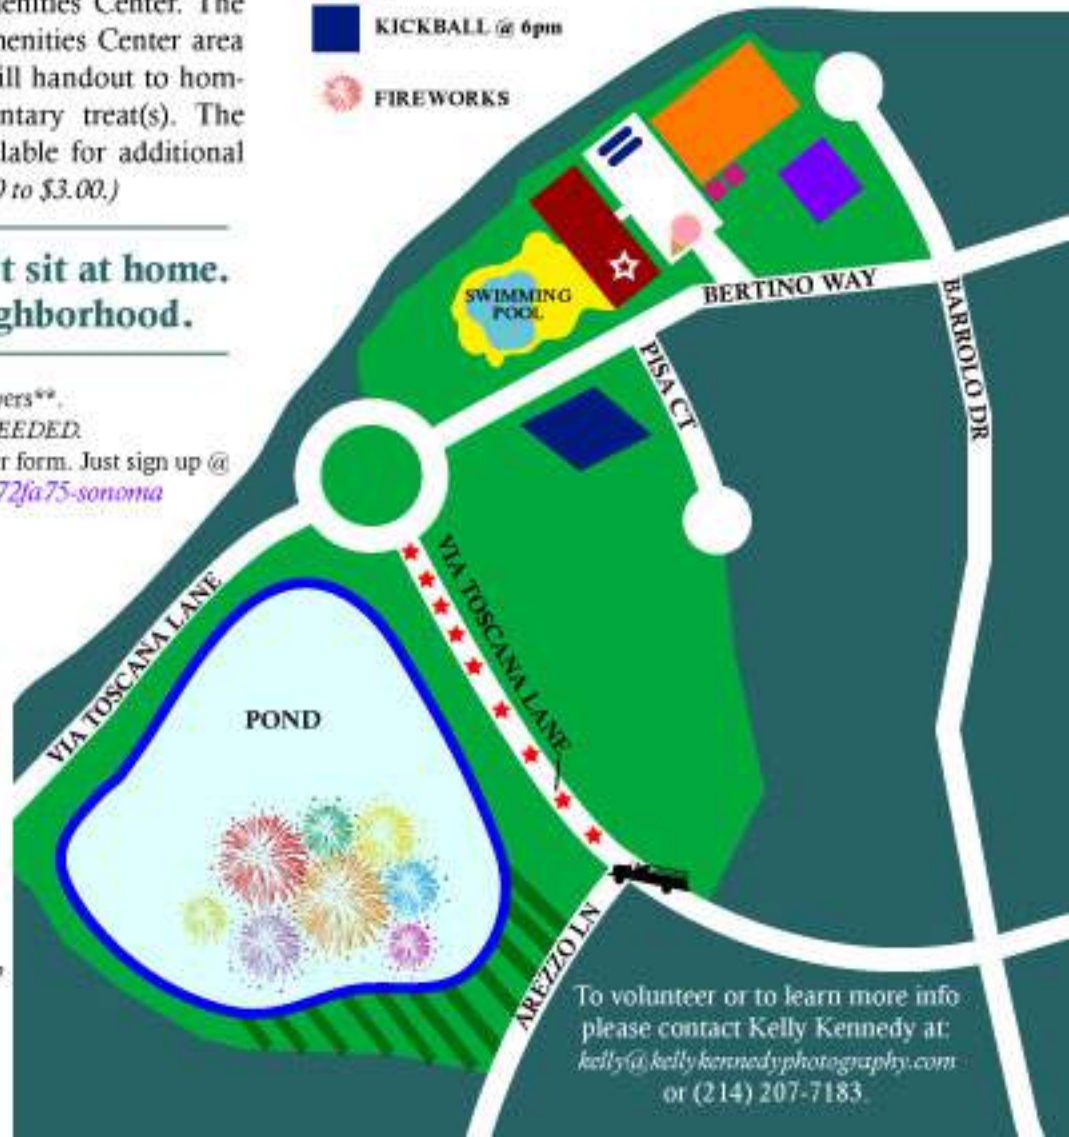 enities Center. The
menities Center area
ill handout to hom-
ntary treat(s). The
lable for additional
0 to $3.00.)
t sit at home.
ghborhood.
vers**.
EEDED.
r form. Just sign up @
72fa75-sonoma
KICKBALL @ 6pm
FIREWORKS
SWIMMING
POOL
BERTINO WAY
PISA CT
BARROLO DR
VIA TOSCANA LANE
VIA TOSCANA LANE
POND
AREZZO LN
To volunteer or to learn more info
please contact Kelly Kennedy at:
kelly@kellykennedyphotography.com
or (214) 207-7183.